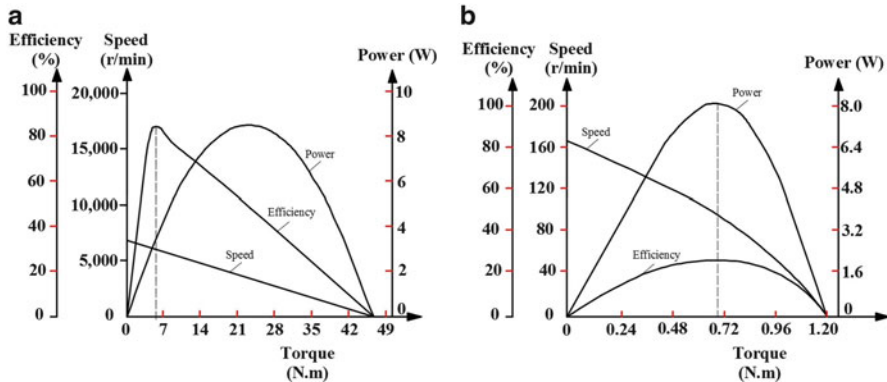 a
Efficiency (%)
Speed (r/min)
Power (W)
100
80
60
40
20
0
20,000
15,000
10,000
5,000
0
10
8
6
4
2
0
Power
Efficiency
Speed
0 7 14 21 28 35 42 49
Torque
(N.m)
b
Efficiency (%)
Speed (r/min)
Power (W)
100
80
60
40
20
0
200
160
120
80
40
0
8.0
6.4
4.8
3.2
1.6
0
Power
Speed
Efficiency
0 0.24 0.48 0.72 0.96 1.20
Torque
(N.m)